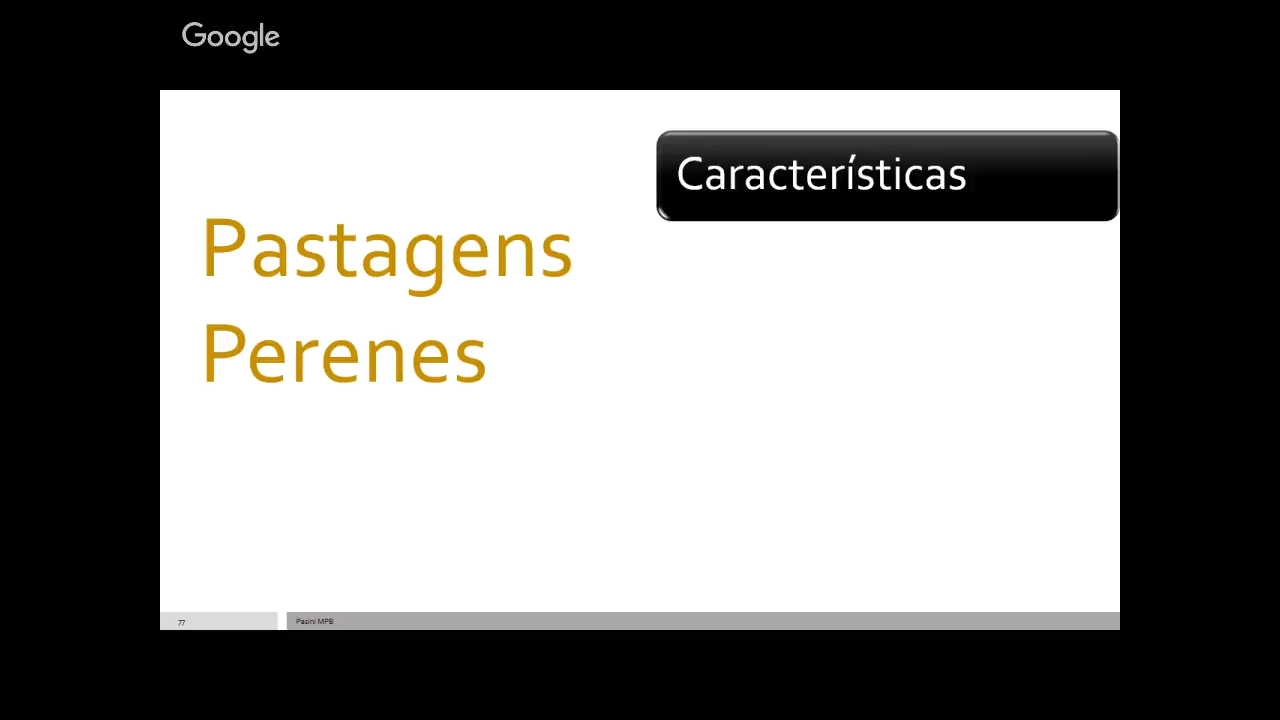 Google
Características
Pastagens
Perenes
77
Pasini MPB